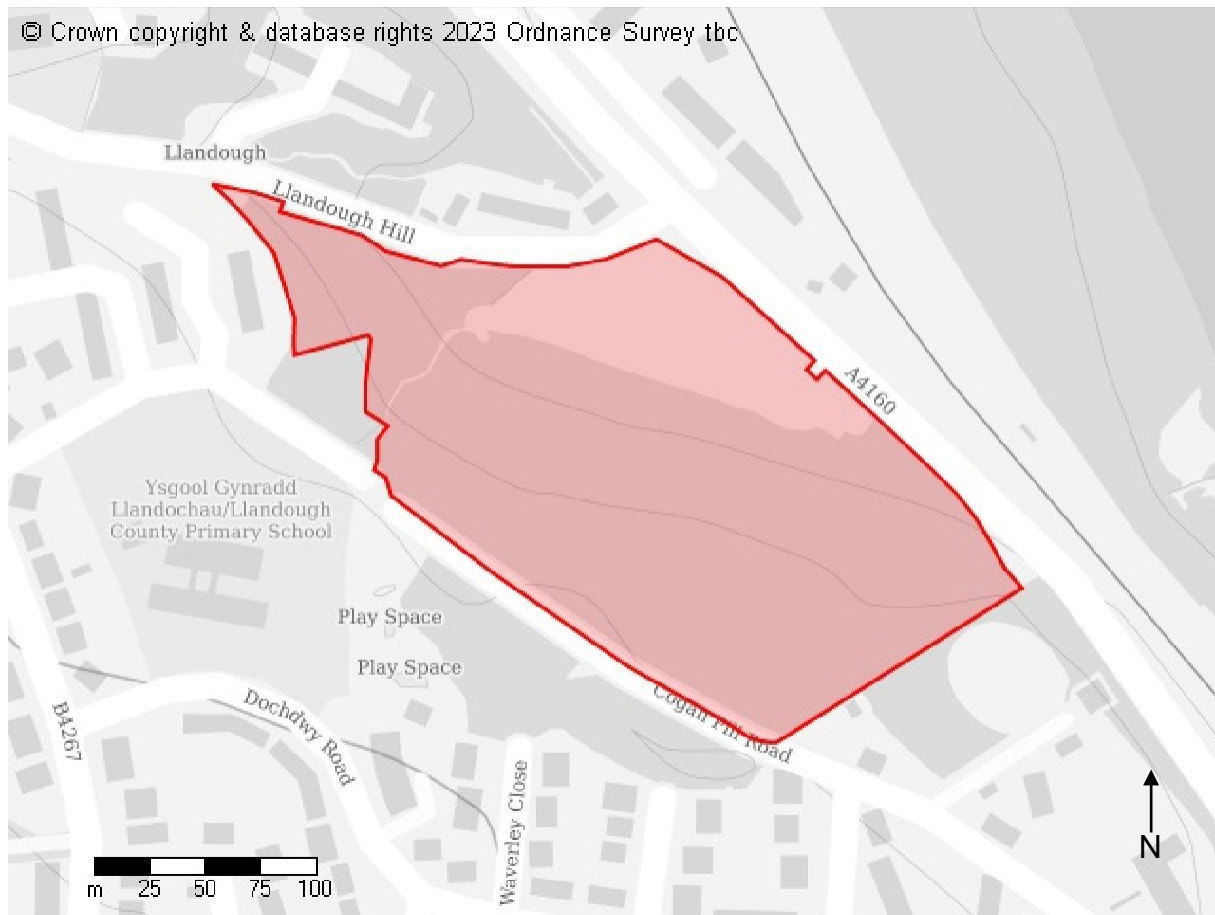 © Crown copyright & database rights 2023 Ordnance Survey tbc
Llandough
Llandough Hill
A4160
Ysgool Gynradd
Llandochau/Llandough
County Primary School
Play Space
Play Space
Cogan Pill Road
Dochdwy Road
B4267
Waverley Close
N
m 25 50 75 100